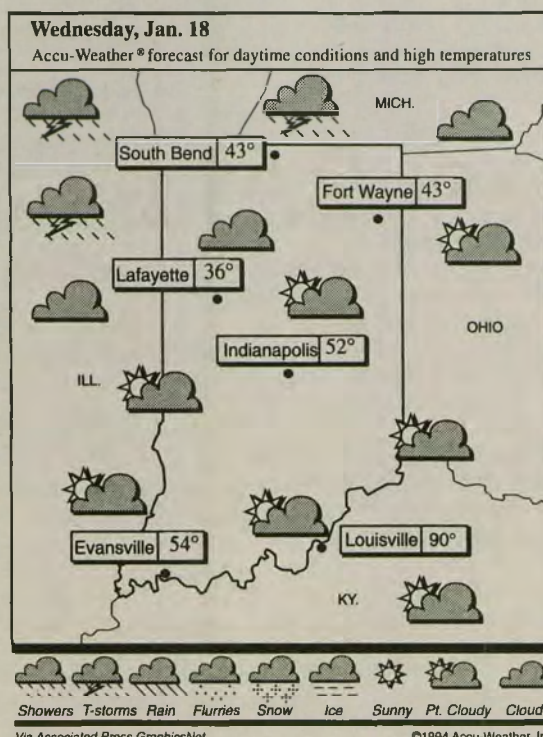 Wednesday, Jan. 18
Accu-Weather® forecast for daytime conditions and high temperatures
MICH.
South Bend 43°
Fort Wayne 43°
Lafayette 36°
OHIO
Indianapolis 52°
ILL.
Evansville 54°
Louisville 90°
KY.
Showers T-storms Rain Flurries Snow Ice Sunny Pt. Cloudy Cloud
Via Associated Press GraphicsNet ©1994 Accu-Weather, In